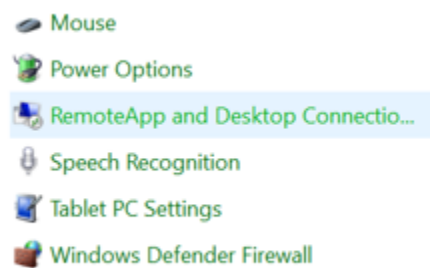 Mouse
Power Options
RemoteApp and Desktop Connectio...
Speech Recognition
Tablet PC Settings
Windows Defender Firewall